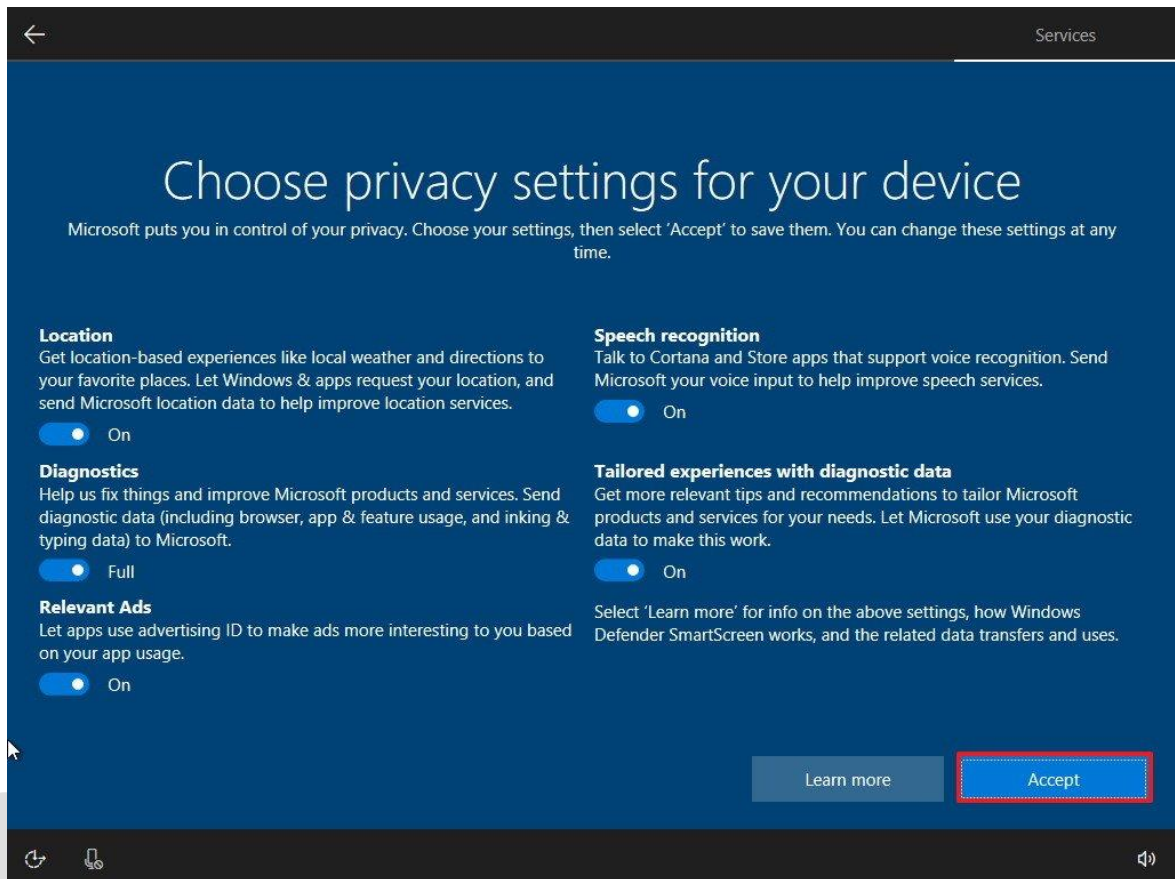 Services
Choose privacy settings for your device
Microsoft puts you in control of your privacy. Choose your settings, then select 'Accept' to save them. You can change these settings at any
time.
Location
Get location-based experiences like local weather and directions to
your favorite places. Let Windows & apps request your location, and
send Microsoft location data to help improve location services.
On
Diagnostics
Help us fix things and improve Microsoft products and services. Send
diagnostic data (including browser, app & feature usage, and inking &
typing data) to Microsoft.
Full
Relevant Ads
Let apps use advertising ID to make ads more interesting to you based
on your app usage.
On
Speech recognition
Talk to Cortana and Store apps that support voice recognition. Send
Microsoft your voice input to help improve speech services.
On
Tailored experiences with diagnostic data
Get more relevant tips and recommendations to tailor Microsoft
products and services for your needs. Let Microsoft use your diagnostic
data to make this work.
On
Select 'Learn more' for info on the above settings, how Windows
Defender SmartScreen works, and the related data transfers and uses.
Learn more
Accept